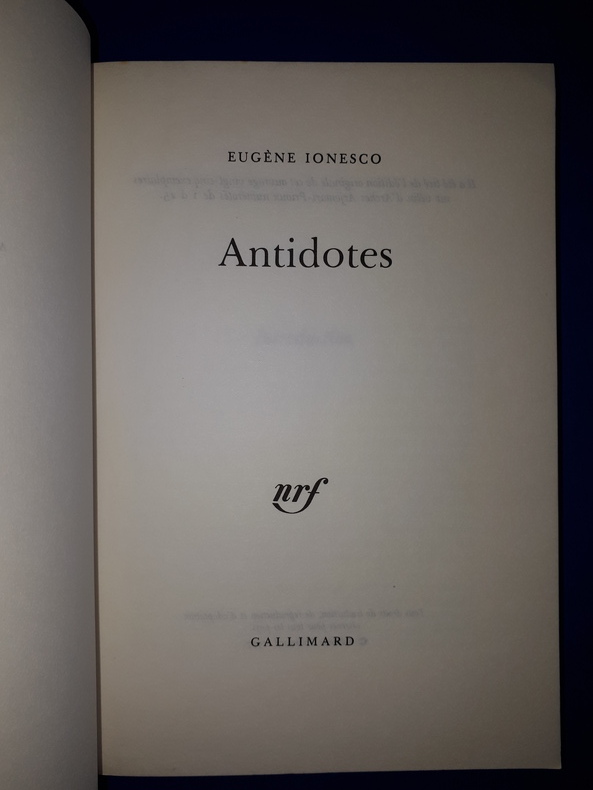 EUGÈNE IONESCO
Antidotes
nrf
GALLIMARD